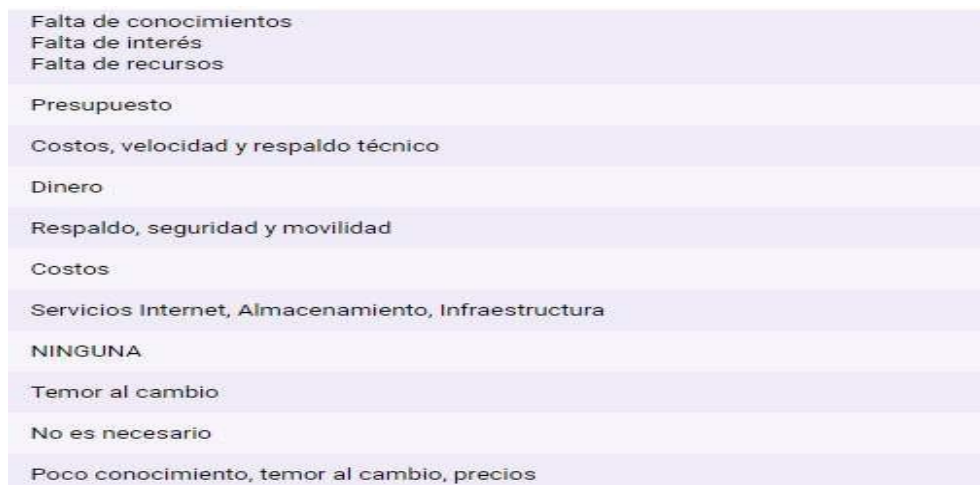 Falta de conocimientos
Falta de interés
Falta de recursos
Presupuesto
Costos, velocidad y respaldo técnico
Dinero
Respaldo, seguridad y movilidad
Costos
Servicios Internet, Almacenamiento, Infraestructura
NINGUNA
Temor al cambio
No es necesario
Poco conocimiento, temor al cambio, precios